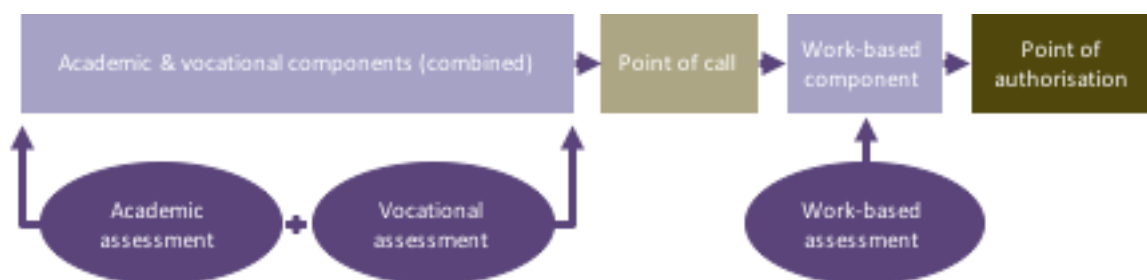 Academic & vocational components (combined)
Point of call
Work-based
component
Point of
authorisation
Academic
assessment
+
Vocational
assessment
Work-based
assessment